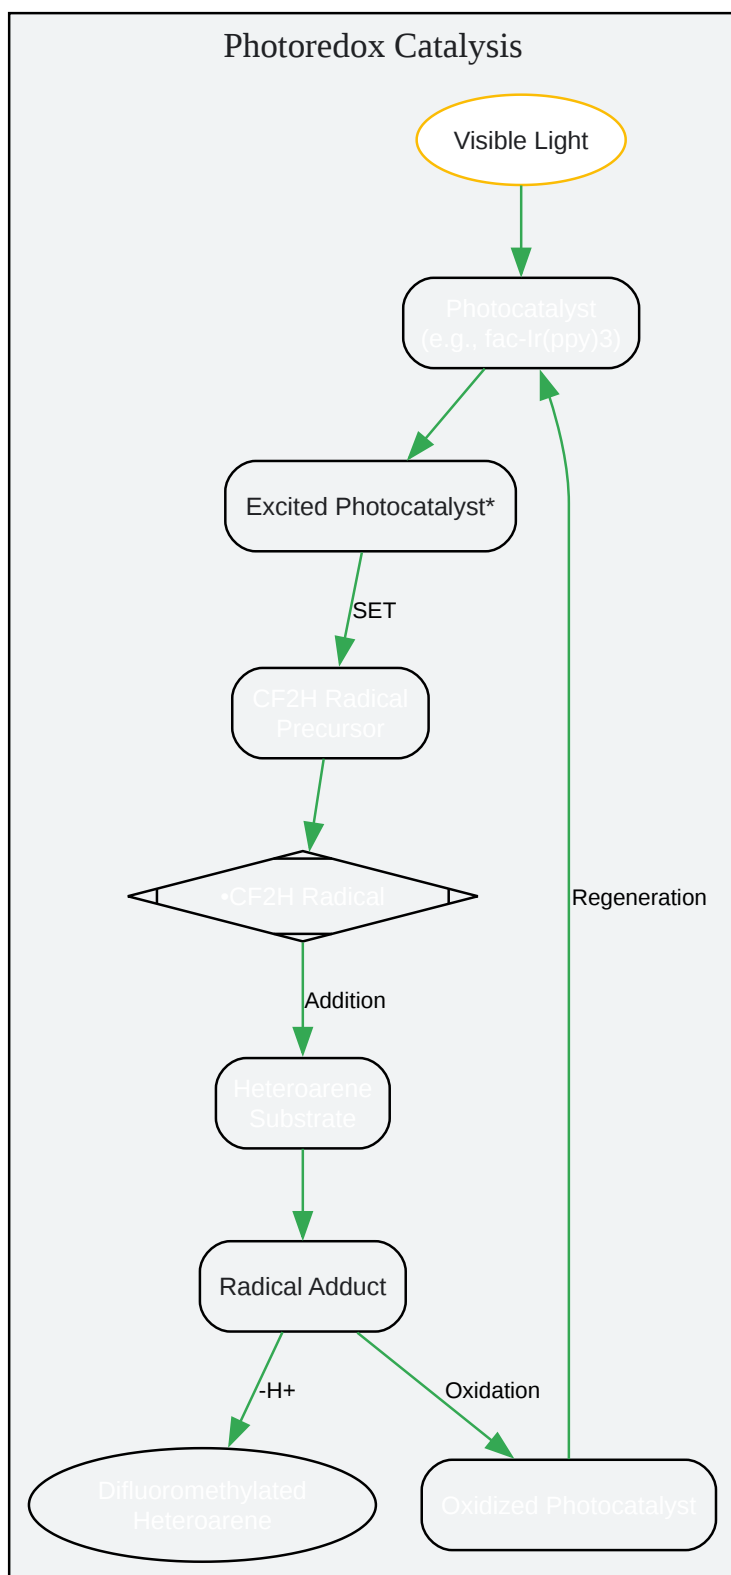 Photoredox Catalysis
Visible Light
Photocatalyst
(e.g., fac-Ir(ppy)3)
Excited Photocatalyst*
SET
CF2H Radical
Precursor
•CF2H Radical
Regeneration
Addition
Heteroarene
Substrate
Radical Adduct
-H+
Oxidation
Difluoromethylated
Heteroarene
Oxidized Photocatalyst